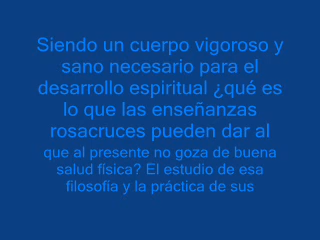 Siendo un cuerpo vigoroso y
sano necesario para el
desarrollo espiritual ¿qué es
lo que las enseñanzas
rosacruces pueden dar al
que al presente no goza de buena
salud física? El estudio de esa
filosofía y la práctica de sus